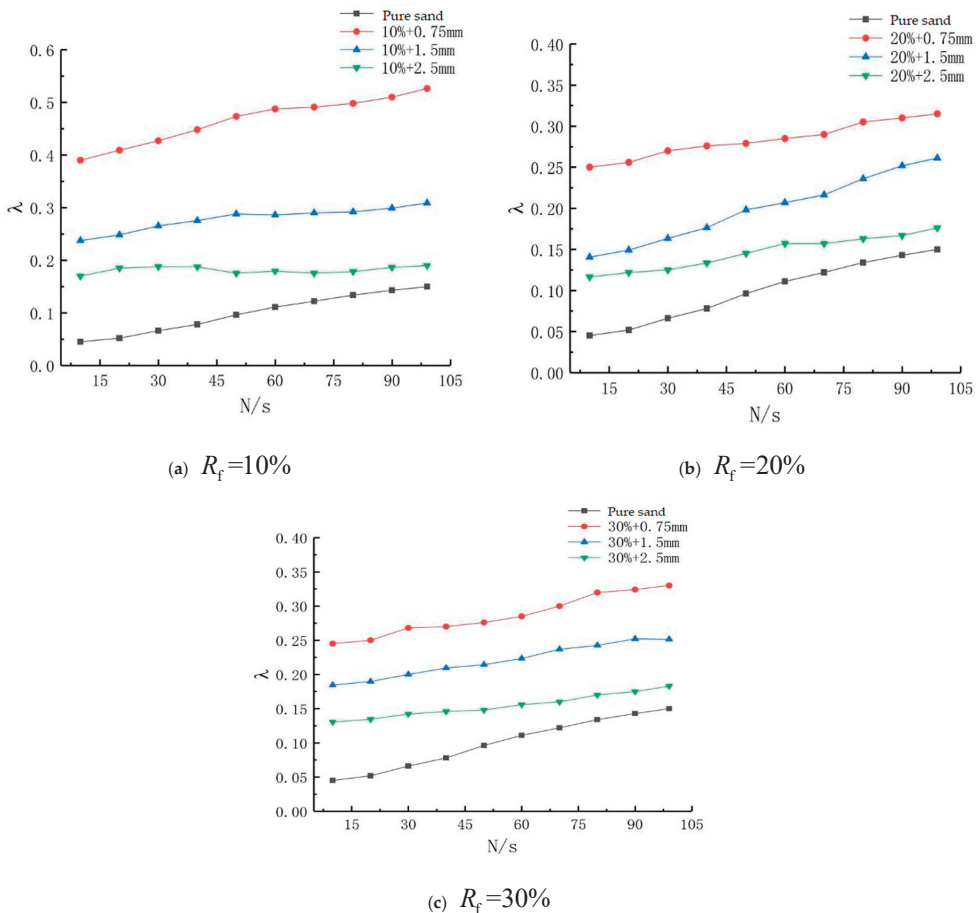 Pure sand
10%+0.75mm
10%+1.5mm
10%+2.5mm
0.6
0.5
0.4
0.3
0.2
0.1
0.0
λ
15 30 45 60 75 90 105
N/s
(a) Rf=10%
Pure sand
20%+0.75mm
20%+1.5mm
20%+2.5mm
0.40
0.35
0.30
0.25
0.20
0.15
0.10
0.05
0.00
λ
15 30 45 60 75 90 105
N/s
(b) Rf=20%
Pure sand
30%+0.75mm
30%+1.5mm
30%+2.5mm
0.40
0.35
0.30
0.25
0.20
0.15
0.10
0.05
0.00
λ
15 30 45 60 75 90 105
N/s
(c) Rf=30%